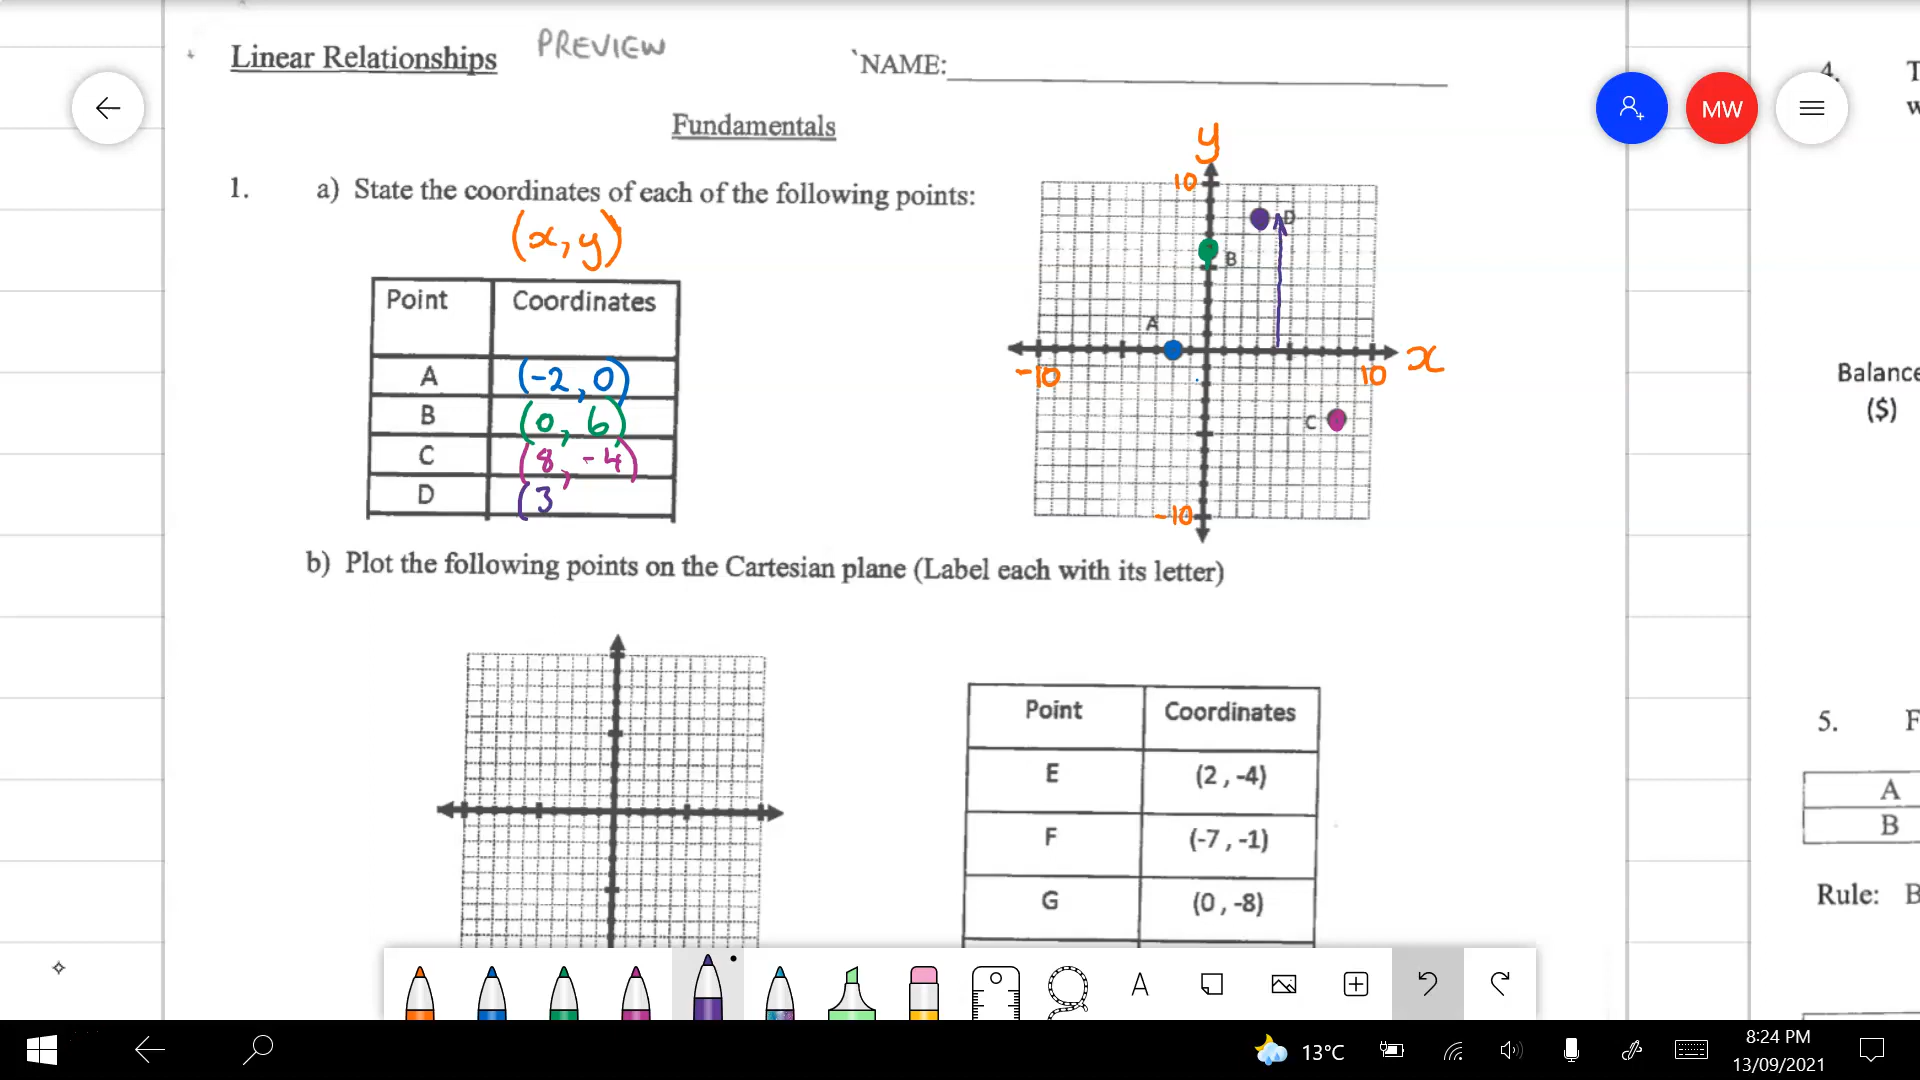 Linear Relationships PREVIEW `NAME:
Fundamentals
1. a) State the coordinates of each of the following points:
(x, y)
Point Coordinates
A (-2, 0)
B (0, 6)
C (8, -4)
D (3
y
10
D
B
A
-10 10 x
C
-10
b) Plot the following points on the Cartesian plane (Label each with its letter)
Point Coordinates
E (2 , -4)
F (-7 , -1)
G (0 , -8)
MW
4. T
w
Balance
($)
5. F
A
B
Rule: B
A
13°C
8:24 PM
13/09/2021